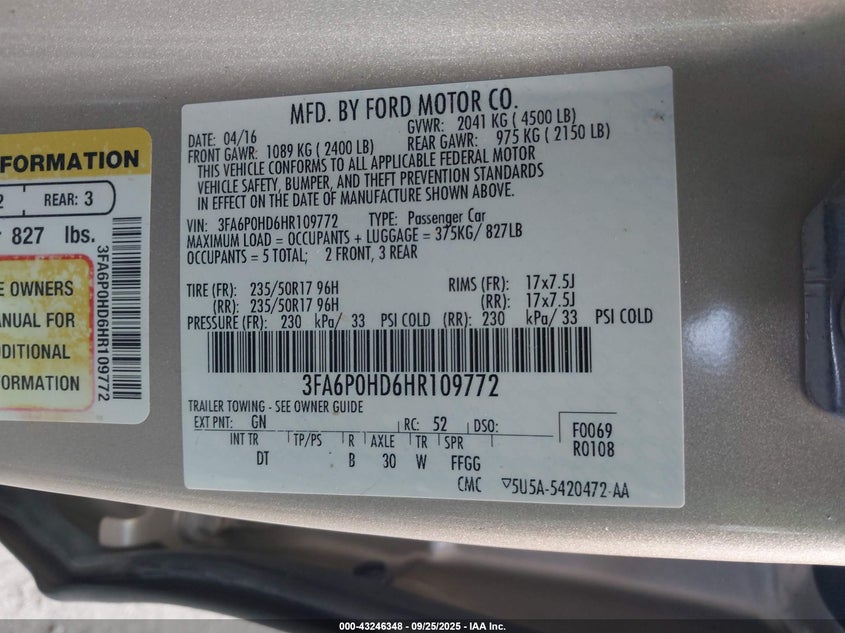 MFD. BY FORD MOTOR CO.
DATE: 04/16
GVWR: 2041 KG ( 4500 LB)
FRONT GAWR: 1089 KG ( 2400 LB)
REAR GAWR: 975 KG ( 2150 LB)
THIS VEHICLE CONFORMS TO ALL APPLICABLE FEDERAL MOTOR
VEHICLE SAFETY, BUMPER, AND THEFT PREVENTION STANDARDS
IN EFFECT ON THE DATE OF MANUFACTURE SHOWN ABOVE.
VIN: 3FA6P0HD6HR109772 TYPE: Passenger Car
MAXIMUM LOAD = OCCUPANTS + LUGGAGE = 375KG/ 827LB
OCCUPANTS = 5 TOTAL; 2 FRONT, 3 REAR
TIRE (FR): 235/50R17 96H RIMS (FR): 17x7.5J
(RR): 235/50R17 96H (RR): 17x7.5J
PRESSURE (FR): 230 kPa/ 33 PSI COLD (RR): 230 kPa/ 33 PSI COLD
3FA6P0HD6HR109772
TRAILER TOWING - SEE OWNER GUIDE
EXT PNT: GN RC: 52 DSO:
INT TR TP/PS R AXLE TR SPR
DT B 30 W FFGG
F0069
R0108
CMC 5U5A-5420472-AA
FORMATION
2 REAR: 3
827 lbs.
E OWNERS
ANUAL FOR
DDITIONAL
FORMATION
3FA6P0HD6HR109772
000-43246348 - 09/25/2025 - IAA Inc.